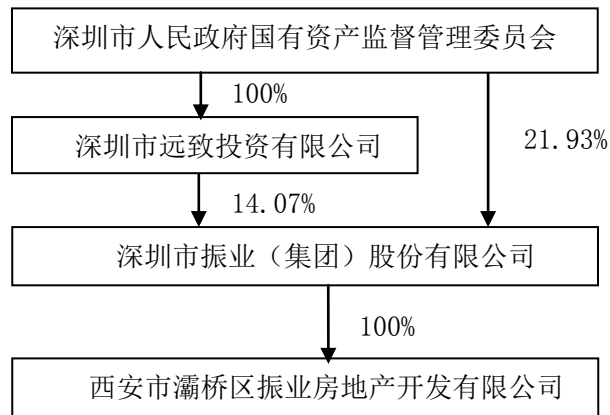 深圳市人民政府国有资产监督管理委员会
100%
深圳市远致投资有限公司
21.93%
14.07%
深圳市振业（集团）股份有限公司
100%
西安市灞桥区振业房地产开发有限公司